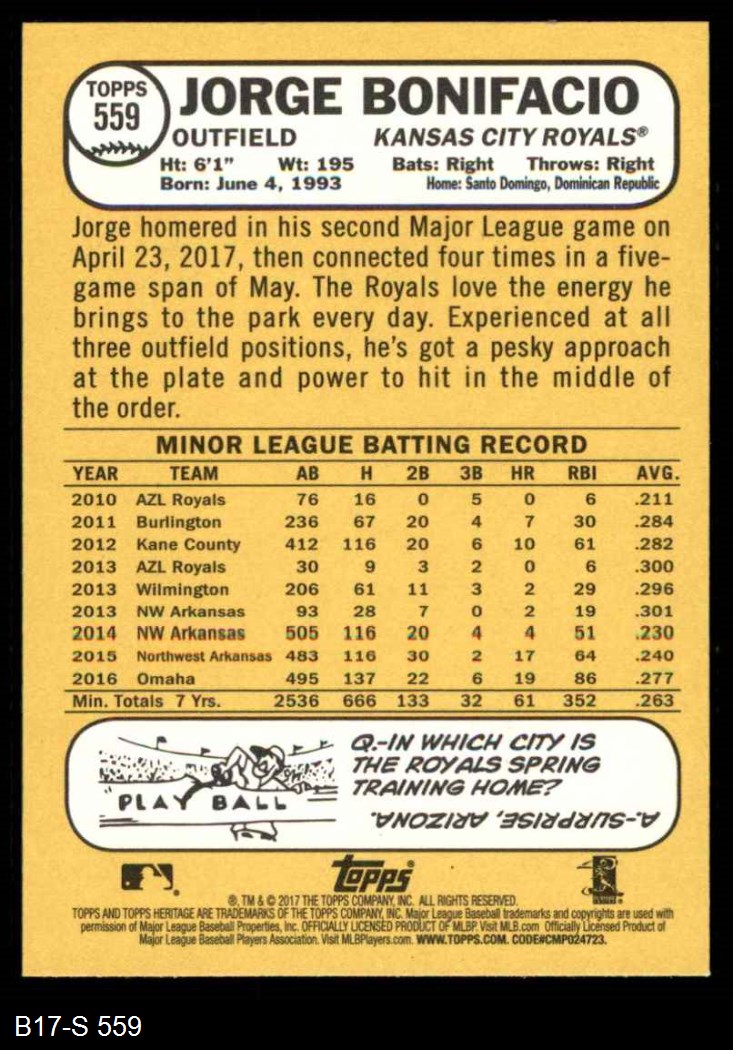 TOPPS
559
JORGE BONIFACIO
OUTFIELD KANSAS CITY ROYALS®
Ht: 6'1" Wt: 195 Bats: Right Throws: Right
Born: June 4, 1993 Home: Santo Domingo, Dominican Republic
Jorge homered in his second Major League game on
April 23, 2017, then connected four times in a five-
game span of May. The Royals love the energy he
brings to the park every day. Experienced at all
three outfield positions, he's got a pesky approach
at the plate and power to hit in the middle of
the order.
MINOR LEAGUE BATTING RECORD
YEAR TEAM AB H 2B 3B HR RBI AVG.
2010 AZL Royals 76 16 0 5 0 6 .211
2011 Burlington 236 67 20 4 7 30 .284
2012 Kane County 412 116 20 6 10 61 .282
2013 AZL Royals 30 9 3 2 0 6 .300
2013 Wilmington 206 61 11 3 2 29 .296
2013 NW Arkansas 93 28 7 0 2 19 .301
2014 NW Arkansas 505 116 20 4 4 51 .230
2015 Northwest Arkansas 483 116 30 2 17 64 .240
2016 Omaha 495 137 22 6 19 86 .277
Min. Totals 7 Yrs. 2536 666 133 32 61 352 .263
PLAY BALL
Q.-IN WHICH CITY IS
THE ROYALS SPRING
TRAINING HOME?
A.-SURPRISE, ARIZONA.
topps
®, TM & © 2017 THE TOPPS COMPANY, INC. ALL RIGHTS RESERVED.
TOPPS AND TOPPS HERITAGE ARE TRADEMARKS OF THE TOPPS COMPANY, INC. Major League Baseball trademarks and copyrights are used with
permission of Major League Baseball Properties, Inc. OFFICIALLY LICENSED PRODUCT OF MLBP. Visit MLB.com Officially Licensed Product of
Major League Baseball Players Association. Visit MLBPlayers.com. WWW.TOPPS.COM. CODE#CMP024723.
B17-S 559